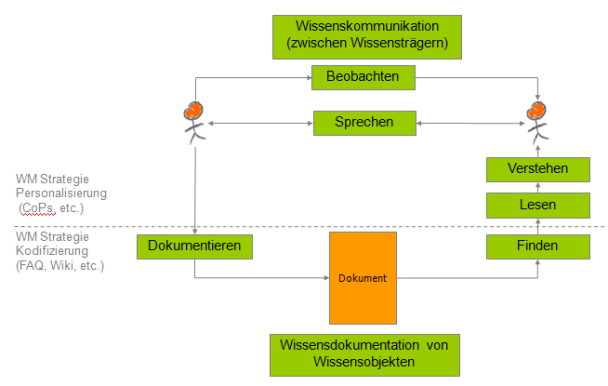 Wissenskommunikation
(zwischen Wissensträgern)
Beobachten
Sprechen
Verstehen
WM Strategie
Personalisierung
(CoPs, etc.)
Lesen
WM Strategie
Kodifizierung
(FAQ, Wiki, etc.)
Dokumentieren
Finden
Dokument
Wissensdokumentation von
Wissensobjekten